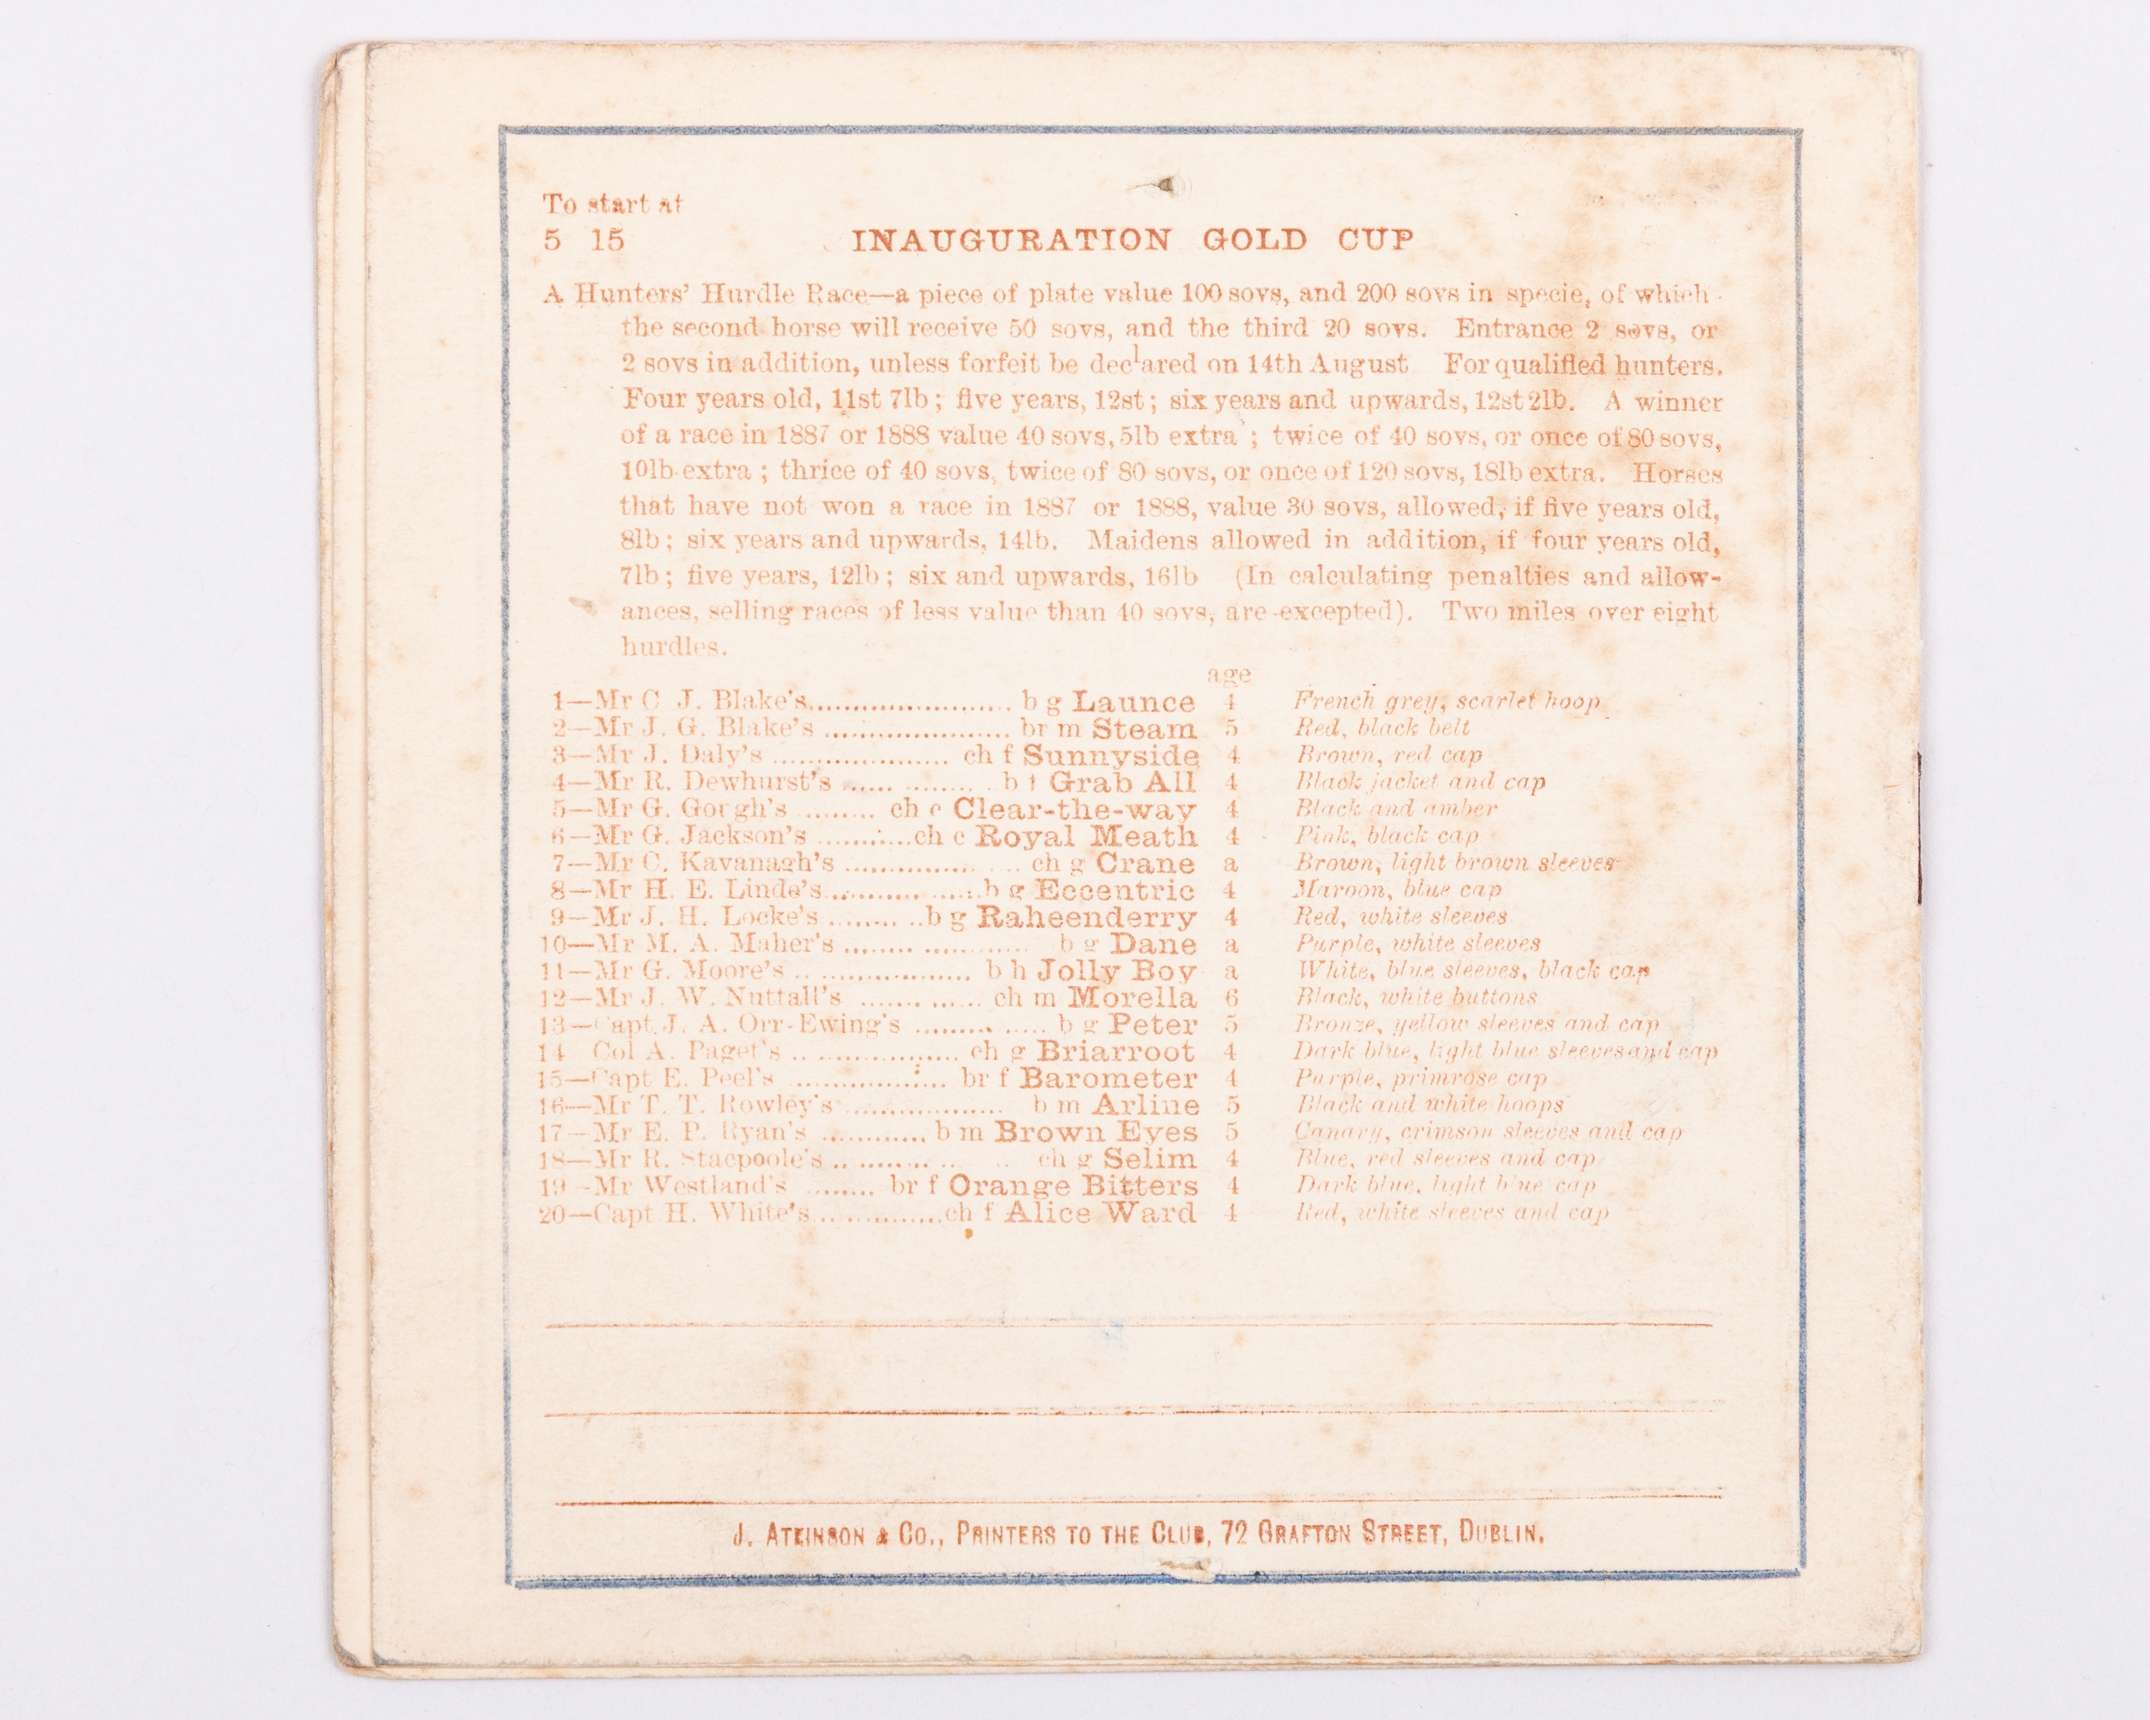 To start at
5 15 INAUGURATION GOLD CUP
A Hunters' Hurdle Race—a piece of plate value 100 sovs, and 200 sovs in specie, of which
the second horse will receive 50 sovs, and the third 20 sovs. Entrance 2 sovs, or
2 sovs in addition, unless forfeit be declared on 14th August For qualified hunters.
Four years old, 11st 7lb; five years, 12st; six years and upwards, 12st 2lb. A winner
of a race in 1887 or 1888 value 40 sovs, 5lb extra; twice of 40 sovs, or once of 80 sovs,
10lb extra; thrice of 40 sovs, twice of 80 sovs, or once of 120 sovs, 18lb extra. Horses
that have not won a race in 1887 or 1888, value 30 sovs, allowed, if five years old,
8lb; six years and upwards, 14lb. Maidens allowed in addition, if four years old,
7lb; five years, 12lb; six and upwards, 16lb (In calculating penalties and allow-
ances, selling races of less value than 40 sovs, are excepted). Two miles over eight
hurdles.
age
1—Mr C J. Blake's........................ b g Launce 4 French grey, scarlet hoop
2—Mr J. G. Blake's ...................... br m Steam 5 Red, black belt
3—Mr J. Daly's ..................... ch f Sunnyside 4 Brown, red cap
4—Mr R. Dewhurst's ...... ......... b f Grab All 4 Black jacket and cap
5—Mr G. Gough's ......... ch c Clear-the-way 4 Black and amber
6—Mr G. Jackson's ...........ch c Royal Meath 4 Pink, black cap
7—Mr C. Kavanagh's ............... .... ch g Crane a Brown, light brown sleeves
8—Mr H. E. Linde's........... ......b g Eccentric 4 Maroon, blue cap
9—Mr J. H. Locke's......... ..b g Raheenderry 4 Red, white sleeves
10—Mr M. A. Maher's ........ ............ b g Dane a Purple, white sleeves
11—Mr G. Moore's .. .................. b h Jolly Boy a White, blue sleeves, black cap
12—Mr J. W. Nuttall's ....... ...... ch m Morella 6 Black, white buttons
13—Capt. J. A. Orr-Ewing's ......... ..... b g Peter 5 Bronze, yellow sleeves and cap
14 Col A. Paget's .. ................. ch g Briarroot 4 Dark blue, light blue sleeves and cap
15—Capt E. Peel's .................. br f Barometer 4 Purple, primrose cap
16—Mr T. T. Rowley's .................. b m Arline 5 Black and white hoops
17—Mr E. P. Ryan's ............ b m Brown Eyes 5 Canary, crimson sleeves and cap
18—Mr R. Stacpoole's .. ........ ... .. ch g Selim 4 Blue, red sleeves and cap
19—Mr Westland's ........ br f Orange Bitters 4 Dark blue, light blue cap
20—Capt H. White's...............ch f Alice Ward 4 Red, white sleeves and cap
J. ATKINSON & CO., PRINTERS TO THE CLUB, 72 GRAFTON STREET, DUBLIN.